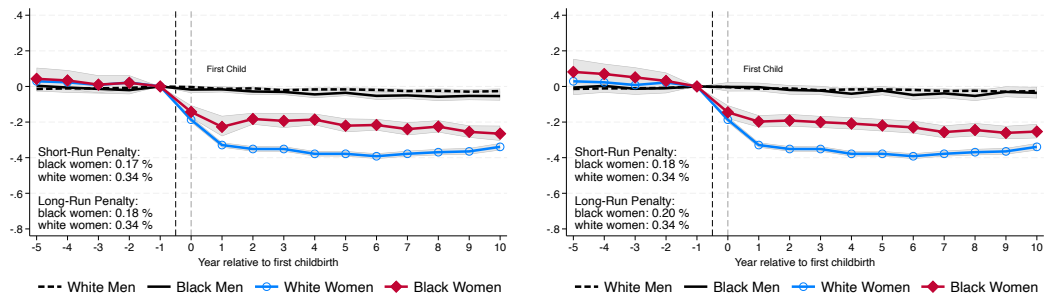 .4
.2
0
-.2
-.4
-.6
-.8
First Child
Short-Run Penalty:
black women: 0.17 %
white women: 0.34 %
Long-Run Penalty:
black women: 0.18 %
white women: 0.34 %
-5 -4 -3 -2 -1 0 1 2 3 4 5 6 7 8 9 10
Year relative to first childbirth
White Men Black Men White Women Black Women
.4
.2
0
-.2
-.4
-.6
-.8
First Child
Short-Run Penalty:
black women: 0.18 %
white women: 0.34 %
Long-Run Penalty:
black women: 0.20 %
white women: 0.34 %
-5 -4 -3 -2 -1 0 1 2 3 4 5 6 7 8 9 10
Year relative to first childbirth
White Men Black Men White Women Black Women